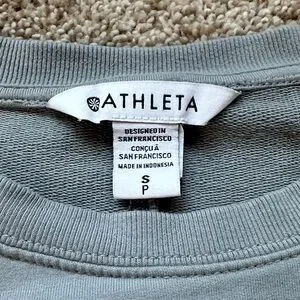 ATHLETA
DESIGNED IN
SAN FRANCISCO
CONÇU À
SAN FRANCISCO
MADE IN INDONESIA
S
P